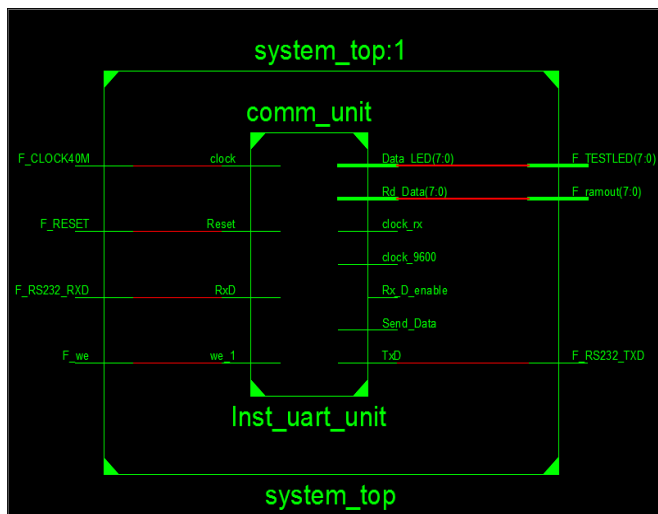 system_top:1
comm_unit
F_CLOCK40M clock Data_LED(7:0) F_TESTLED(7:0)
Rd_Data(7:0) F_ramout(7:0)
F_RESET Reset clock_rx
clock_9600
F_RS232_RXD RxD Rx_D_enable
Send_Data
F_we we_1 TxD F_RS232_TXD
Inst_uart_unit
system_top